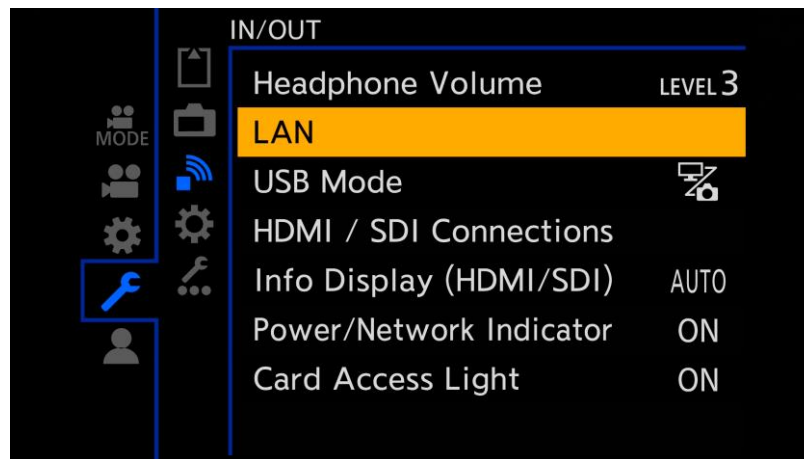 IN/OUT
Headphone Volume LEVEL 3
MODE
LAN
USB Mode
HDMI / SDI Connections
Info Display (HDMI/SDI) AUTO
Power/Network Indicator ON
Card Access Light ON